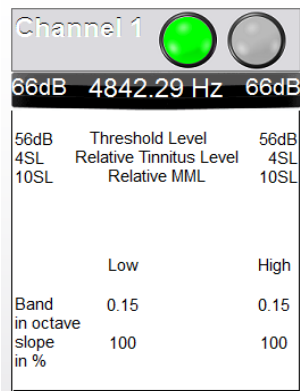 Channel 1
66dB 4842.29 Hz 66dB
56dB Threshold Level 56dB
4SL Relative Tinnitus Level 4SL
10SL Relative MML 10SL
Low High
Band 0.15 0.15
in octave
slope 100 100
in %